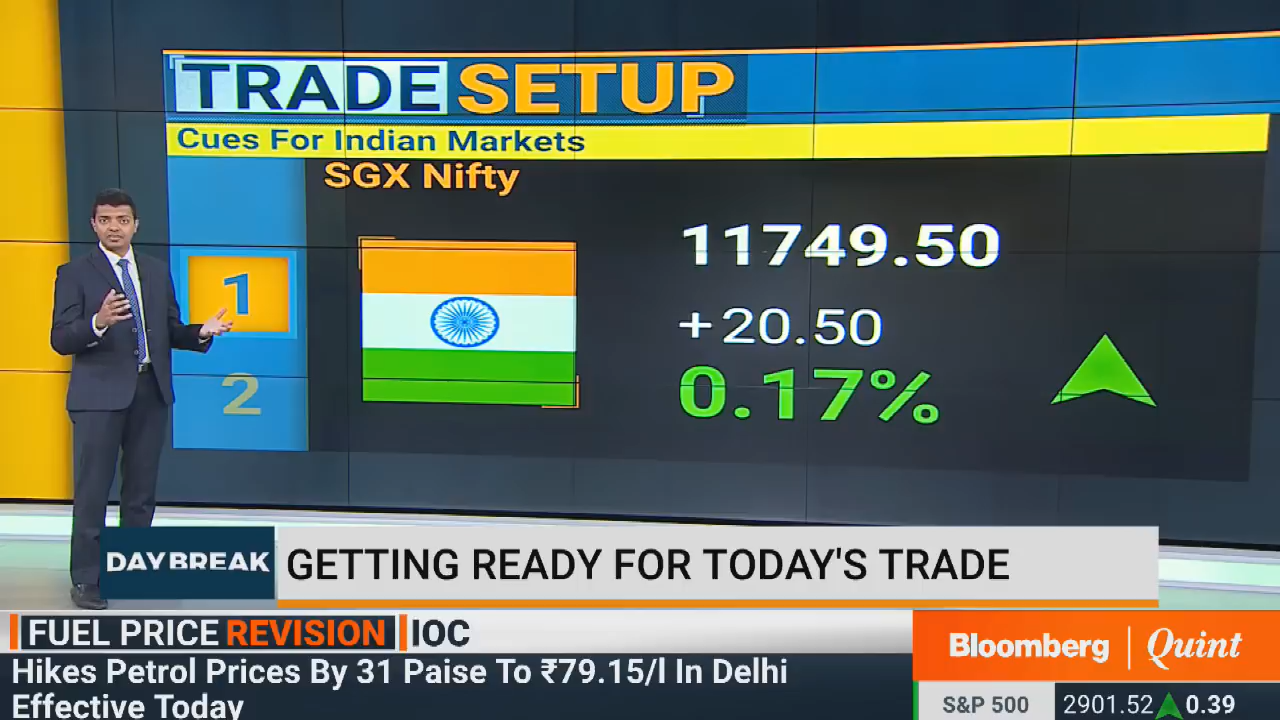 TRADE SETUP
Cues For Indian Markets
SGX Nifty
1
2
11749.50
+20.50
0.17%
DAYBREAK
GETTING READY FOR TODAY'S TRADE
FUEL PRICE REVISION IOC
Hikes Petrol Prices By 31 Paise To ₹79.15/l In Delhi
Effective Today
Bloomberg | Quint
S&P 500 2901.52 0.39